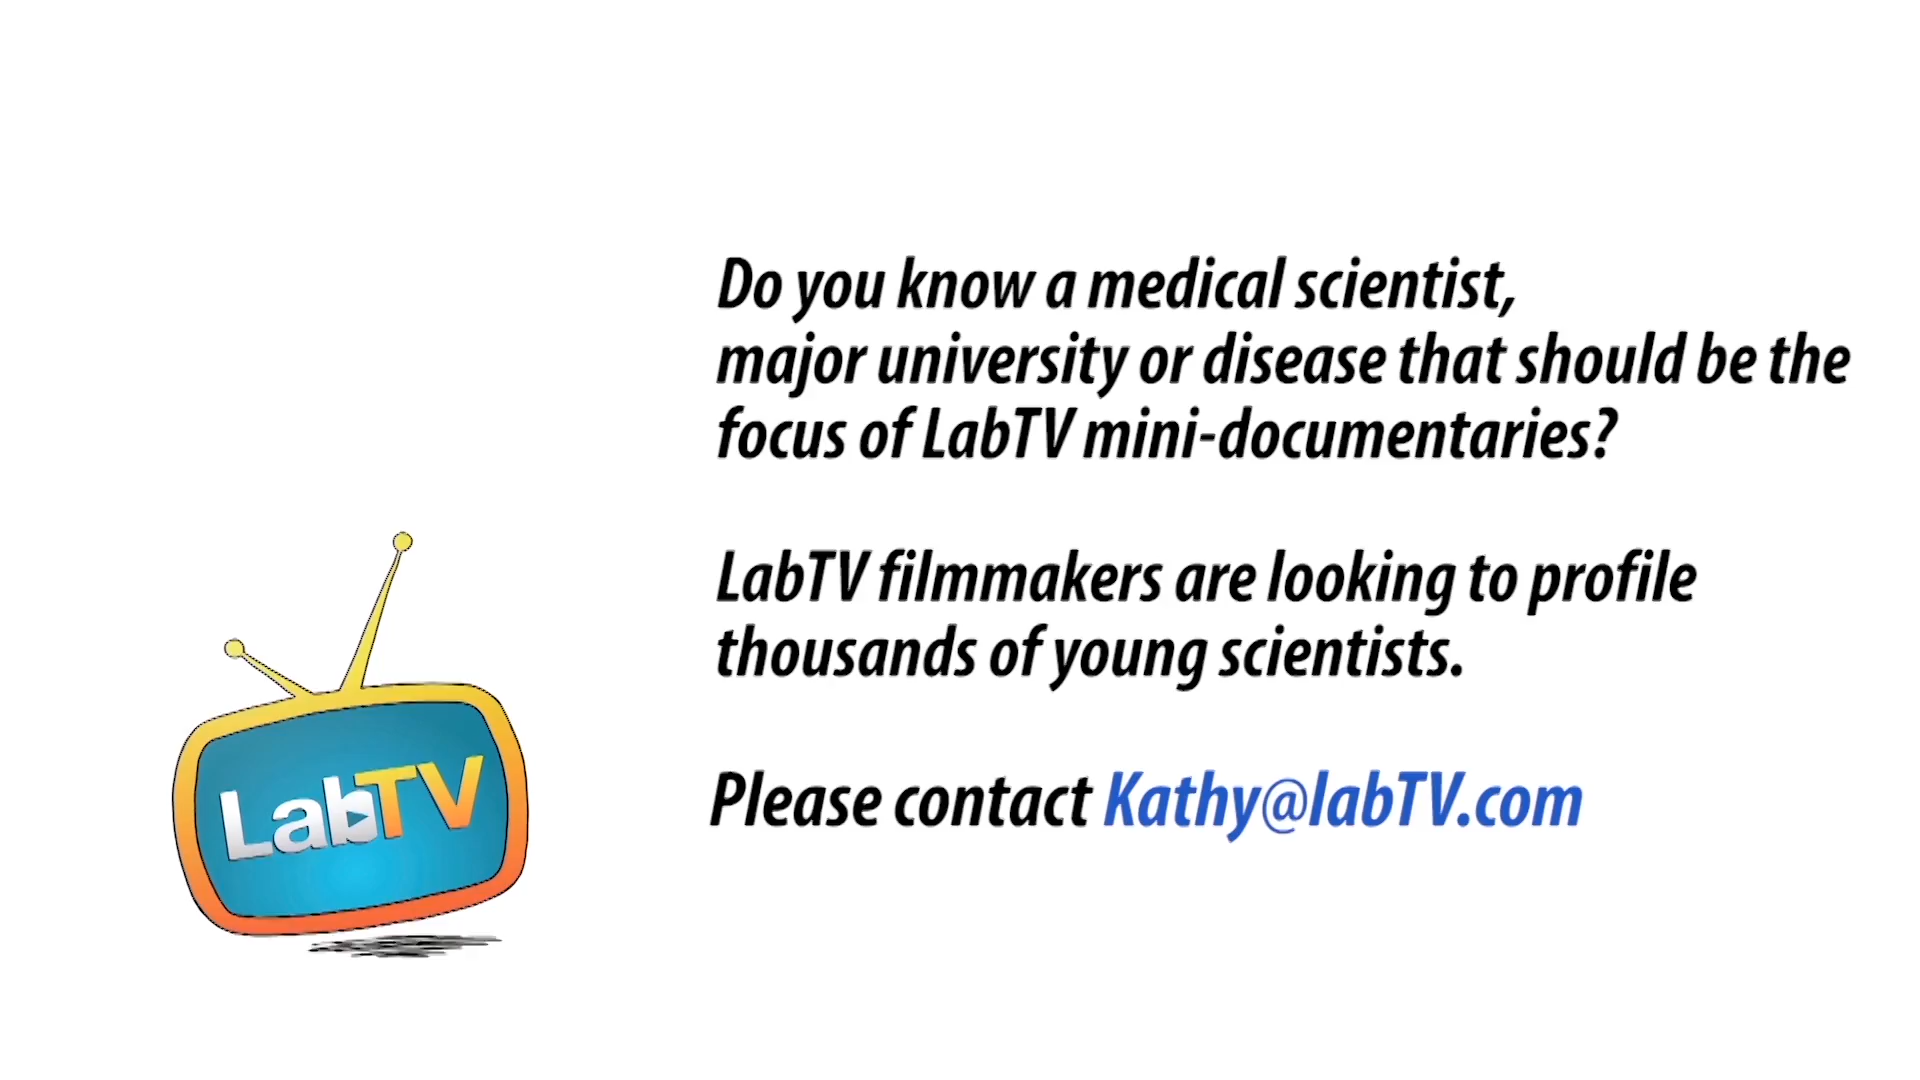 Do you know a medical scientist,
major university or disease that should be the
focus of LabTV mini-documentaries?
LabTV filmmakers are looking to profile
thousands of young scientists.
Please contact Kathy@labTV.com
LabTV